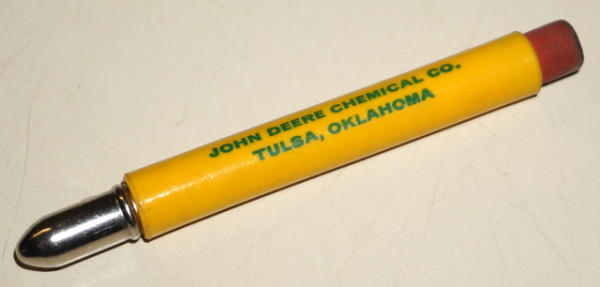 JOHN DEERE CHEMICAL CO.
TULSA, OKLAHOMA